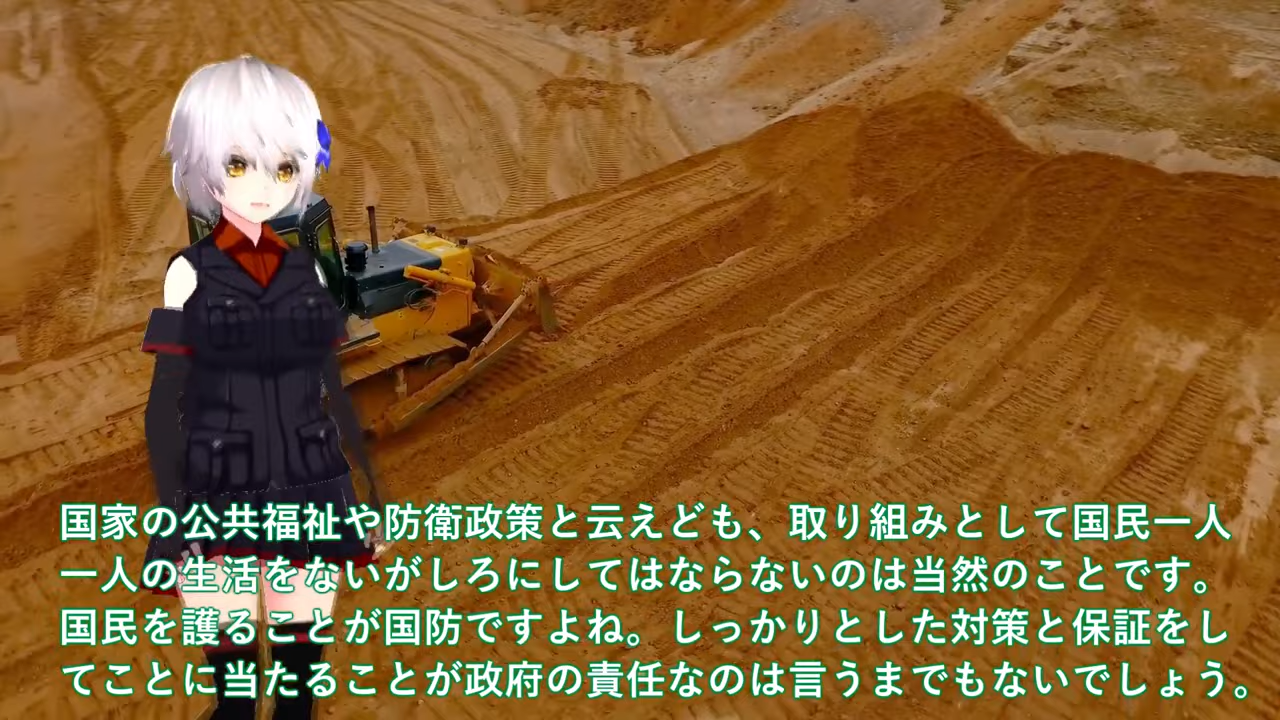 国家の公共福祉や防衛政策と云えども、取り組みとして国民一人
一人の生活をないがしろにしてはならないのは当然のことです。
国民を護ることが国防ですよね。しっかりとした対策と保証をし
てことに当たることが政府の責任なのは言うまでもないでしょう。